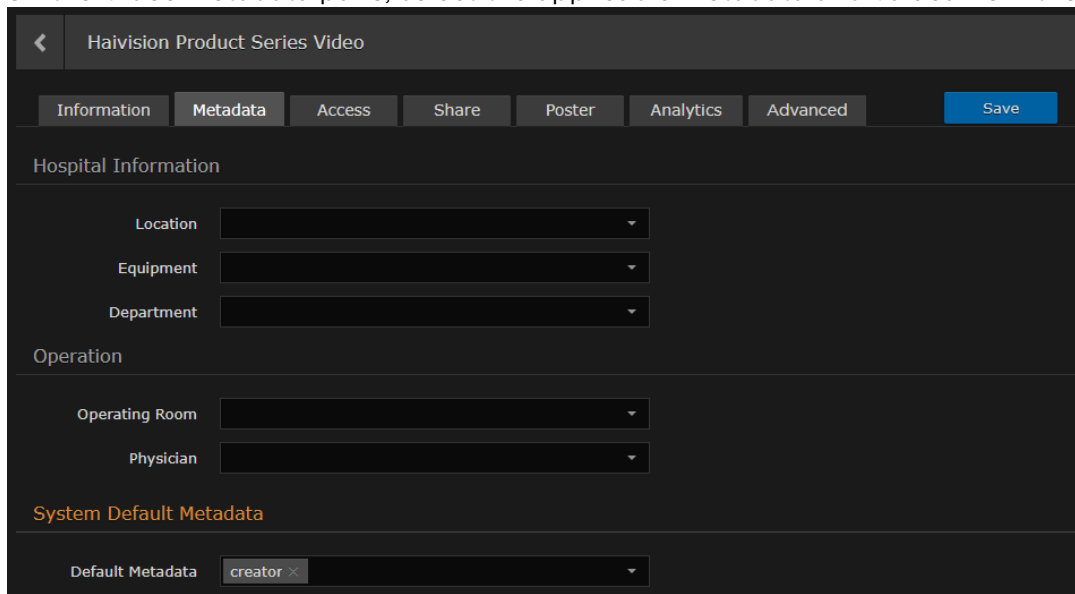 Haivision Product Series Video
Information Metadata Access Share Poster Analytics Advanced Save
Hospital Information
Location
Equipment
Department
Operation
Operating Room
Physician
System Default Metadata
Default Metadata creator ×